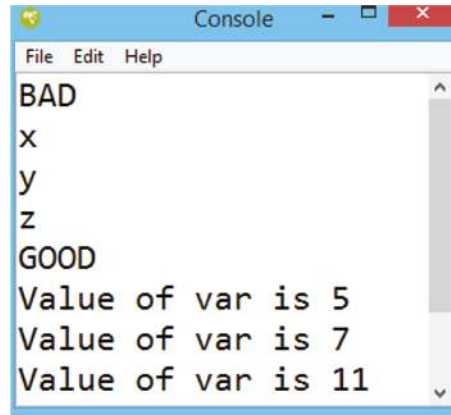 Console
File Edit Help
BAD
x
y
z
GOOD
Value of var is 5
Value of var is 7
Value of var is 11